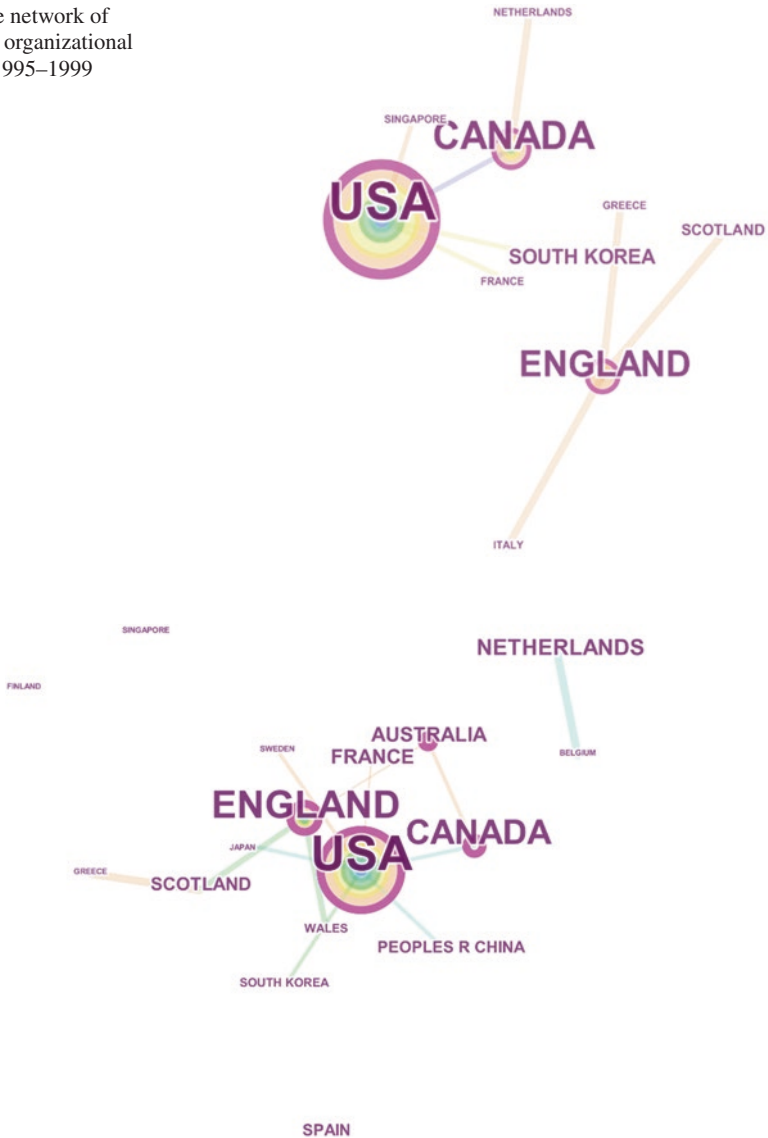 network of
organizational
995–1999
NETHERLANDS
SINGAPORE
CANADA
USA
GREECE
SCOTLAND
SOUTH KOREA
FRANCE
ENGLAND
ITALY
SINGAPORE
NETHERLANDS
FINLAND
AUSTRALIA
SWEDEN
FRANCE
BELGIUM
ENGLAND
CANADA
JAPAN
USA
GREECE
SCOTLAND
WALES
PEOPLES R CHINA
SOUTH KOREA
SPAIN